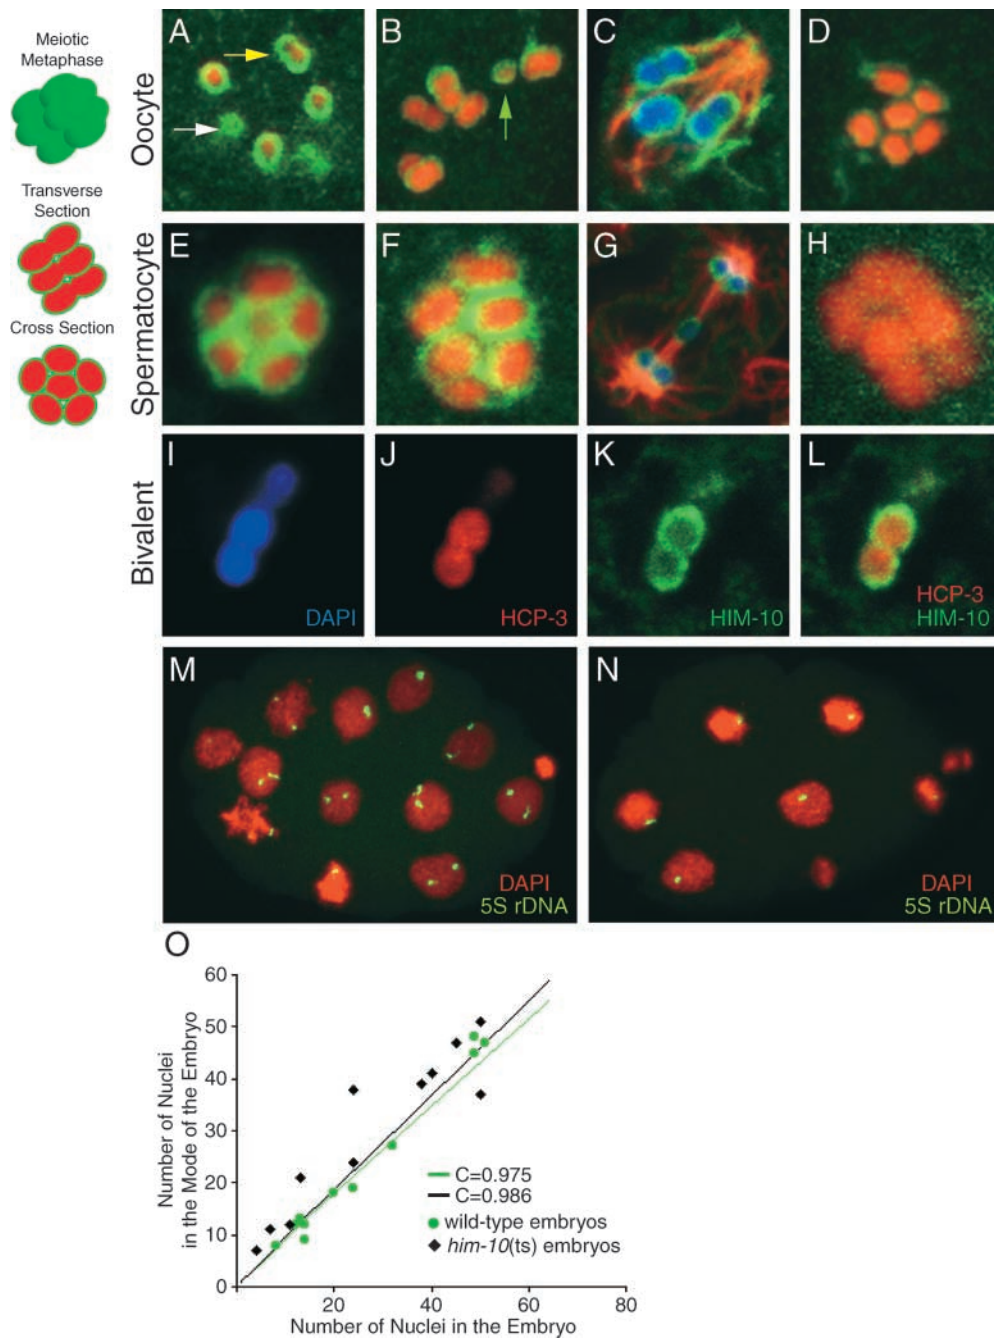 Meiotic
Metaphase
Transverse
Section
Cross Section
Oocyte
A
B
C
D
Spermatocyte
E
F
G
H
Bivalent
I
DAPI
J
HCP-3
K
HIM-10
L
HCP-3
HIM-10
M
DAPI
5S rDNA
N
DAPI
5S rDNA
O
Number of Nuclei
in the Mode of the Embryo
60
50
40
30
20
10
0
C=0.975
C=0.986
wild-type embryos
him-10(ts) embryos
20
40
60
80
Number of Nuclei in the Embryo